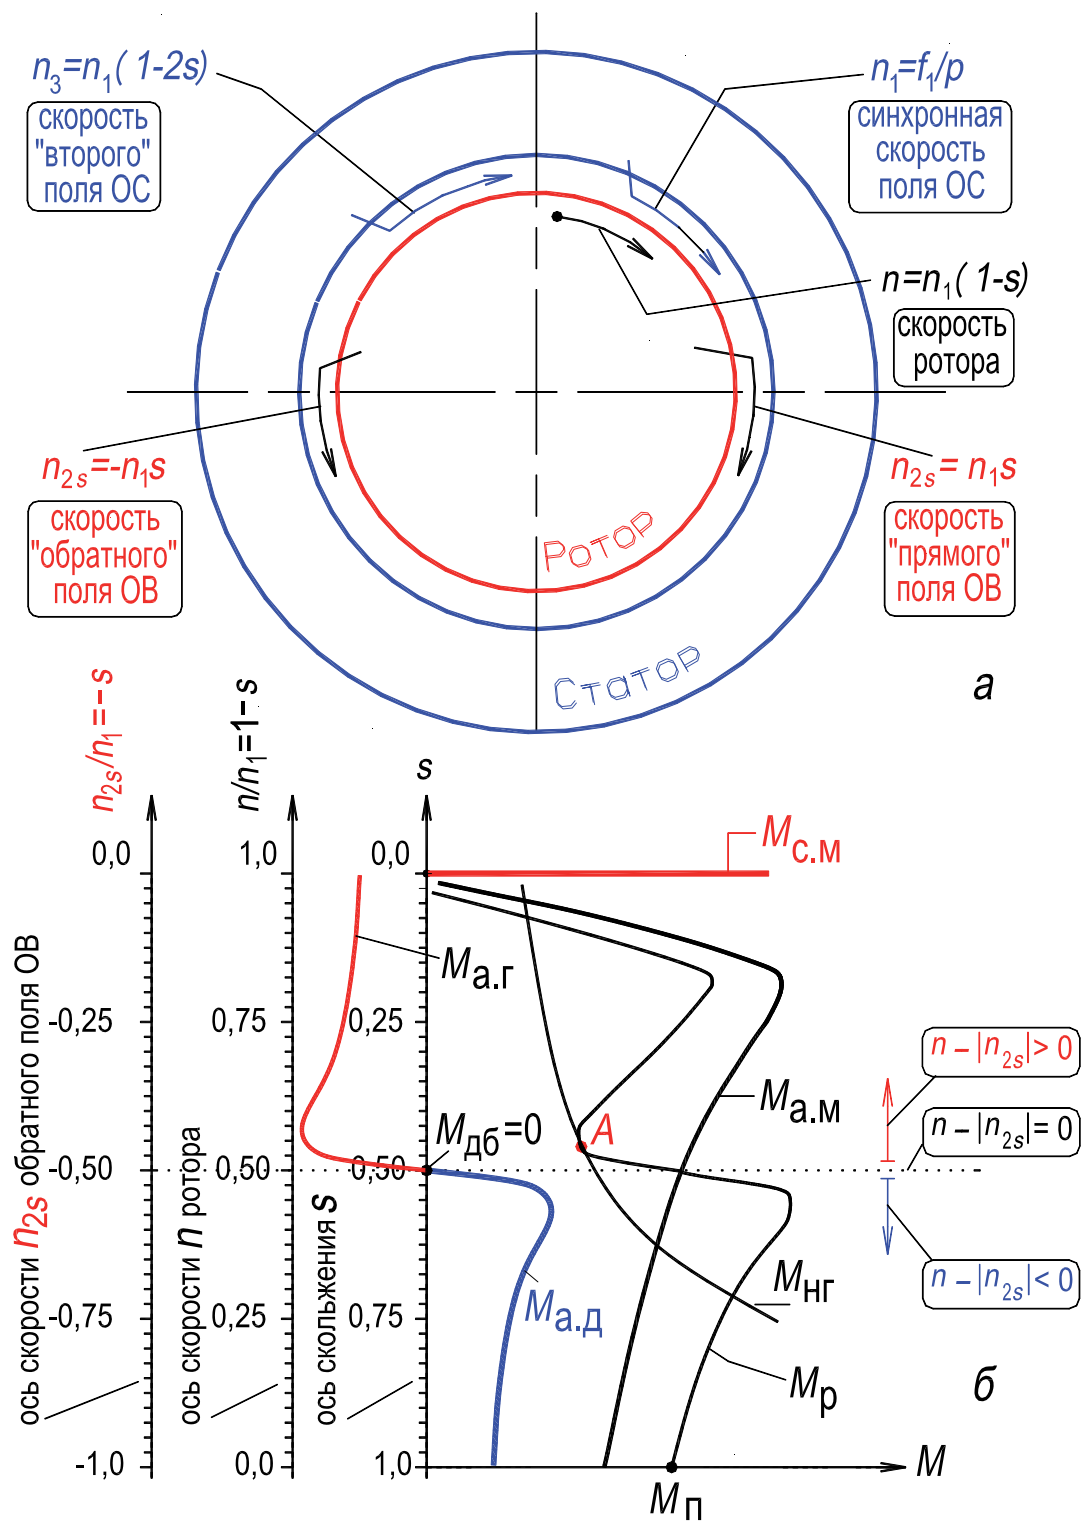 n₃=n₁(1-2s)
скорость
"второго"
поля ОС
n₁=f₁/p
синхронная
скорость
поля ОС
n=n₁(1-s)
скорость
ротора
n₂ₛ=-n₁s
скорость
"обратного"
поля ОВ
n₂ₛ= n₁s
скорость
"прямого"
поля ОВ
Ротор
Статор
а
n₂ₛ/n₁=-s
n/n₁=1-s
s
0,0
1,0
0,0
Mс.м
Mа.г
-0,25
0,75
0,25
Mа.м
n-|n₂ₛ|>0
Mдб=0
A
n-|n₂ₛ|=0
-0,50
0,50
0,50
n-|n₂ₛ|<0
Mнг
Mа.д
-0,75
0,25
0,75
Mр
б
ось скорости n₂ₛ обратного поля ОВ
ось скорости n ротора
ось скольжения s
-1,0
0,0
1,0
M
Mп